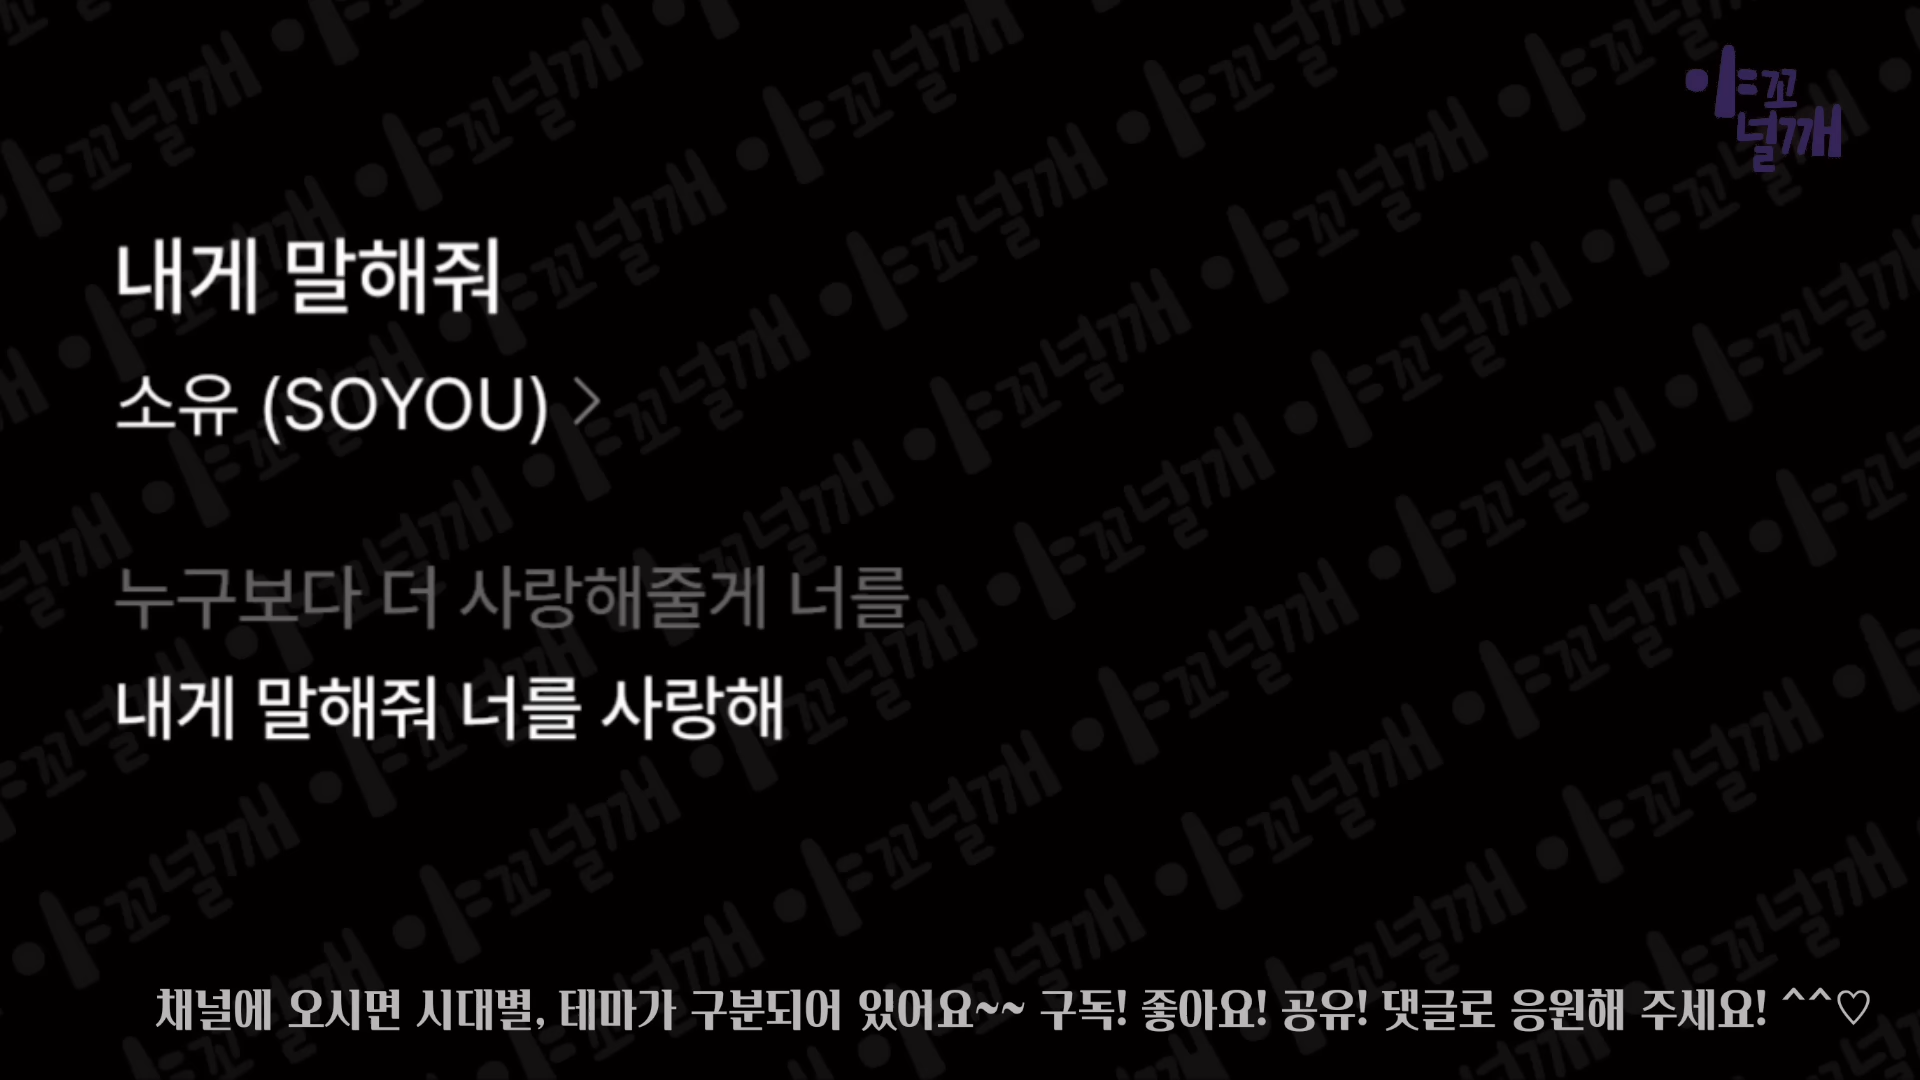 야꼬
널깨
내게 말해줘
소유 (SOYOU) >
누구보다 더 사랑해줄게 너를
내게 말해줘 너를 사랑해
채널에 오시면 시대별, 테마가 구분되어 있어요~~ 구독! 좋아요! 공유! 댓글로 응원해 주세요! ^^♡